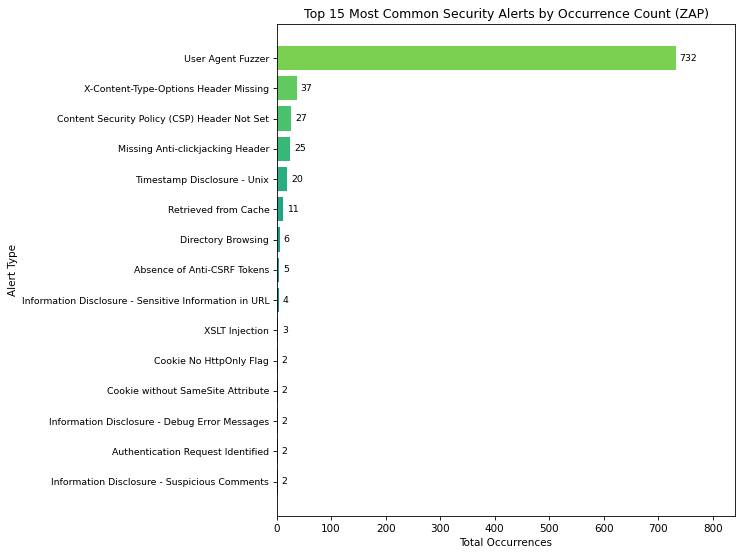 Top 15 Most Common Security Alerts by Occurrence Count (ZAP)
Alert Type
User Agent Fuzzer 732
X-Content-Type-Options Header Missing 37
Content Security Policy (CSP) Header Not Set 27
Missing Anti-clickjacking Header 25
Timestamp Disclosure - Unix 20
Retrieved from Cache 11
Directory Browsing 6
Absence of Anti-CSRF Tokens 5
Information Disclosure - Sensitive Information in URL 4
XSLT Injection 3
Cookie No HttpOnly Flag 2
Cookie without SameSite Attribute 2
Information Disclosure - Debug Error Messages 2
Authentication Request Identified 2
Information Disclosure - Suspicious Comments 2
0 100 200 300 400 500 600 700 800
Total Occurrences